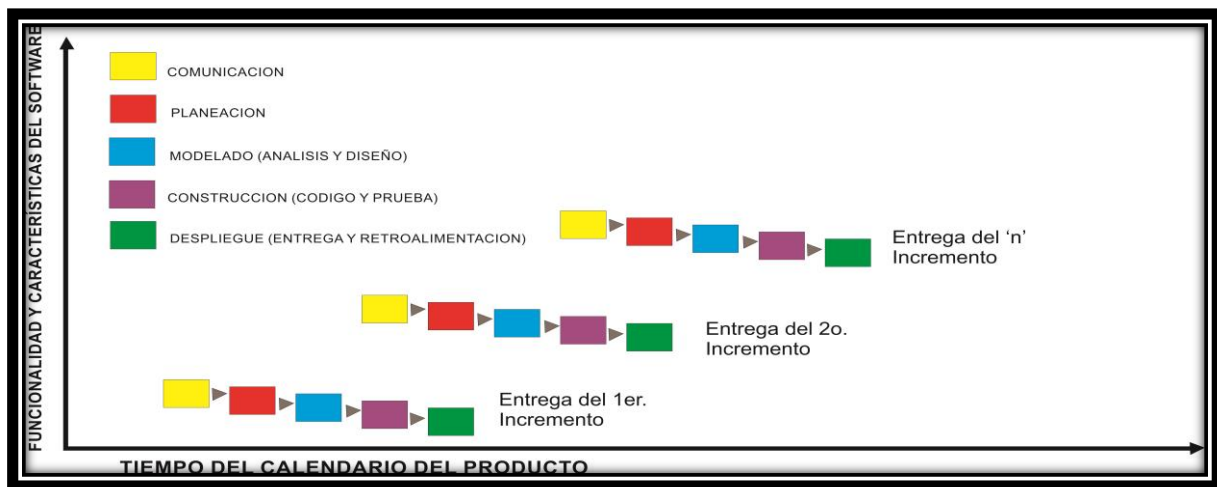 FUNCIONALIDAD Y CARACTERÍSTICAS DEL SOFTWARE
COMUNICACION
PLANEACION
MODELADO (ANALISIS Y DISEÑO)
CONSTRUCCION (CODIGO Y PRUEBA)
DESPLIEGUE (ENTREGA Y RETROALIMENTACION)
Entrega del ‘n’
Incremento
Entrega del 2o.
Incremento
Entrega del 1er.
Incremento
TIEMPO DEL CALENDARIO DEL PRODUCTO